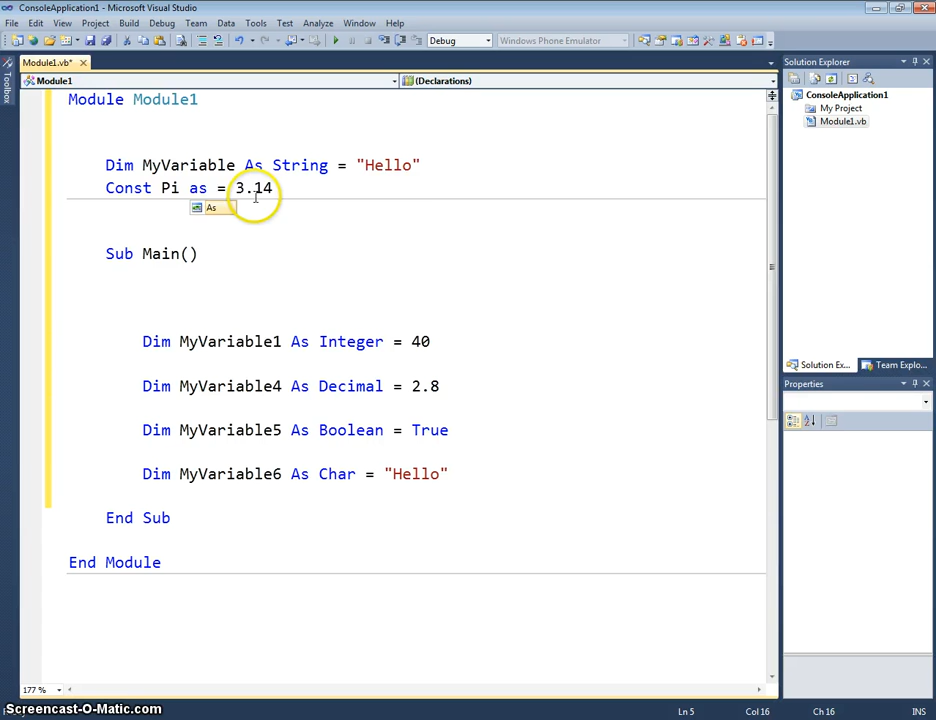 ConsoleApplication1 - Microsoft Visual Studio
File Edit View Project Build Debug Team Data Tools Test Analyze Window Help
Debug Windows Phone Emulator
Toolbox
Module1.vb*
Module1 (Declarations)
Module Module1
Dim MyVariable As String = "Hello"
Const Pi as = 3.14
As
Sub Main()
Dim MyVariable1 As Integer = 40
Dim MyVariable4 As Decimal = 2.8
Dim MyVariable5 As Boolean = True
Dim MyVariable6 As Char = "Hello"
End Sub
End Module
177 %
Solution Explorer
ConsoleApplication1
My Project
Module1.vb
Solution Ex... Team Explo...
Properties
Screencast-O-Matic.com
Ln 5 Col 16 Ch 16 INS